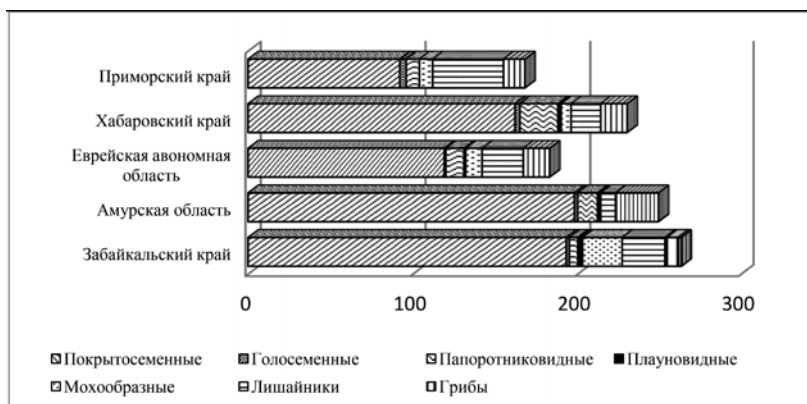 Приморский край
Хабаровский край
Еврейская авономная
область
Амурская область
Забайкальский край
0 100 200 300
Покрытосеменные Голосеменные Папоротниковидные Плауновидные
Мохообразные Лишайники Грибы